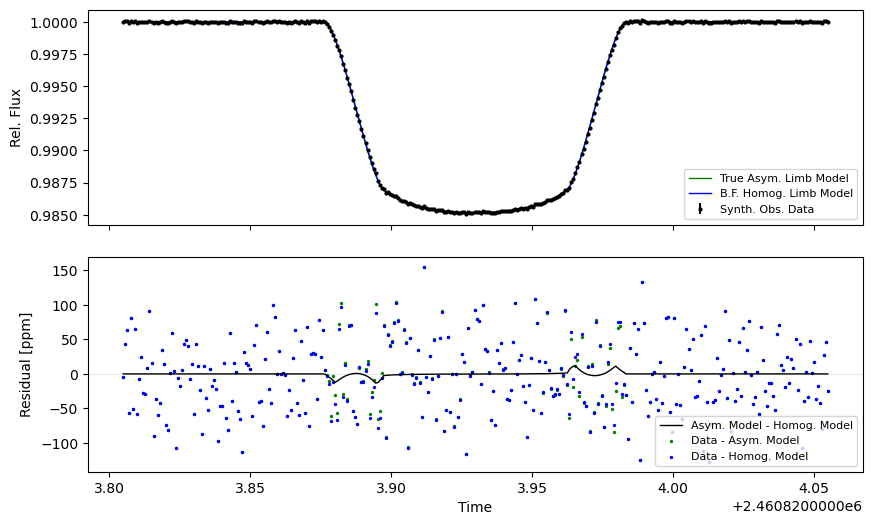 1.0000
0.9975
0.9950
0.9925
0.9900
0.9875
0.9850
Rel. Flux
True Asym. Limb Model
B.F. Homog. Limb Model
Synth. Obs. Data
150
100
50
0
−50
−100
Residual [ppm]
Asym. Model - Homog. Model
Data - Asym. Model
Data - Homog. Model
3.80 3.85 3.90 3.95 4.00 4.05
Time
+2.4608200000e6